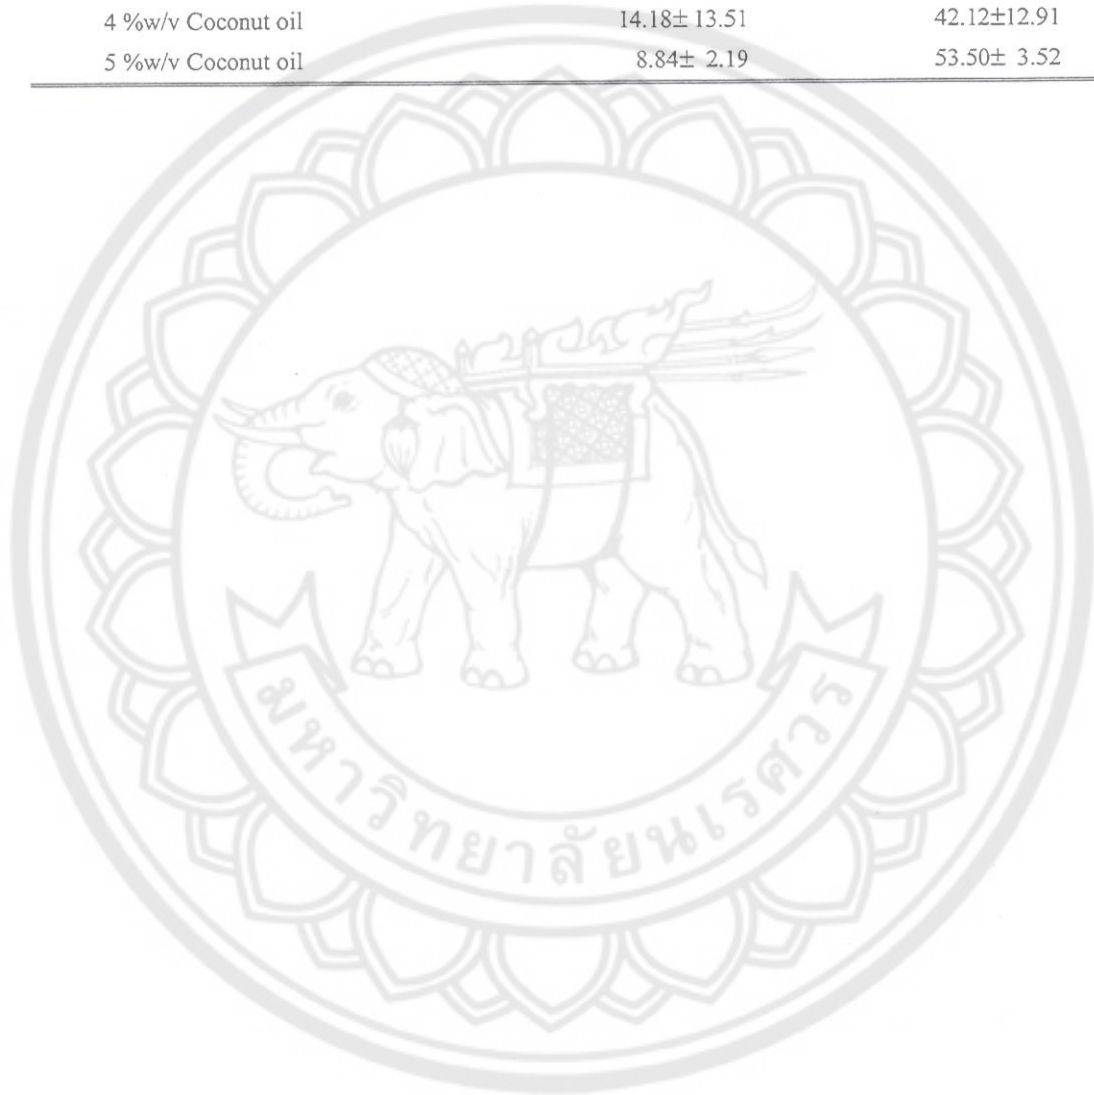 4 %w/v Coconut oil 14.18± 13.51 42.12±12.91
5 %w/v Coconut oil 8.84± 2.19 53.50± 3.52
มหาวิทยาลัยนเรศวร